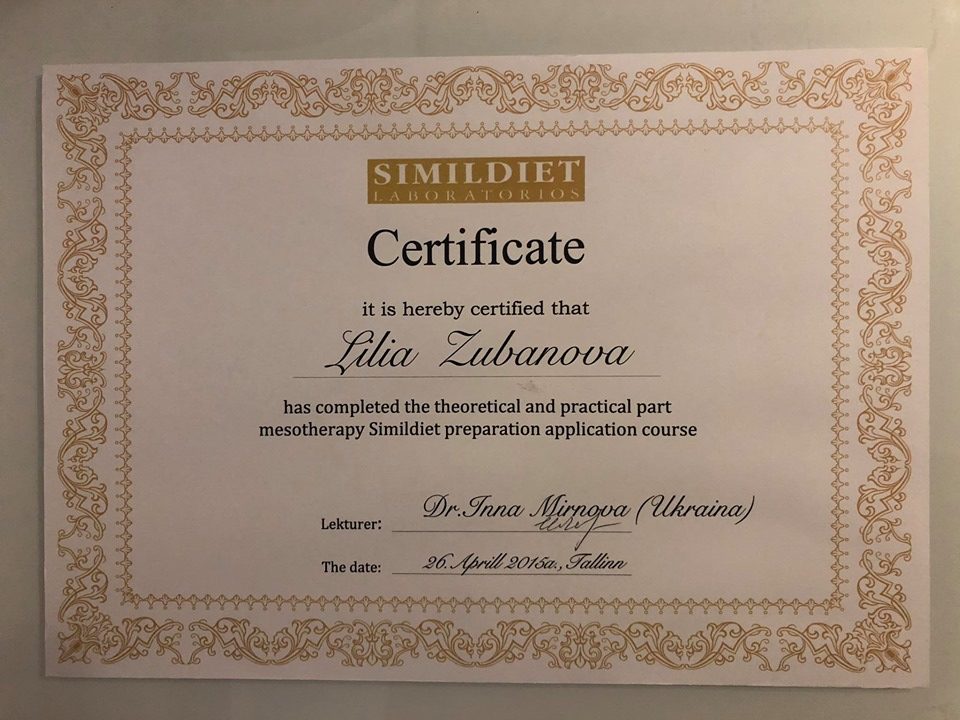 SIMILDIET
LABORATORIOS
Certificate
it is hereby certified that
Lilia Zubanova
has completed the theoretical and practical part
mesotherapy Simildiet preparation application course
Lekturer: Dr.Inna Mirnova (Ukraina)
The date: 26. Aprill 2015a., Tallinn